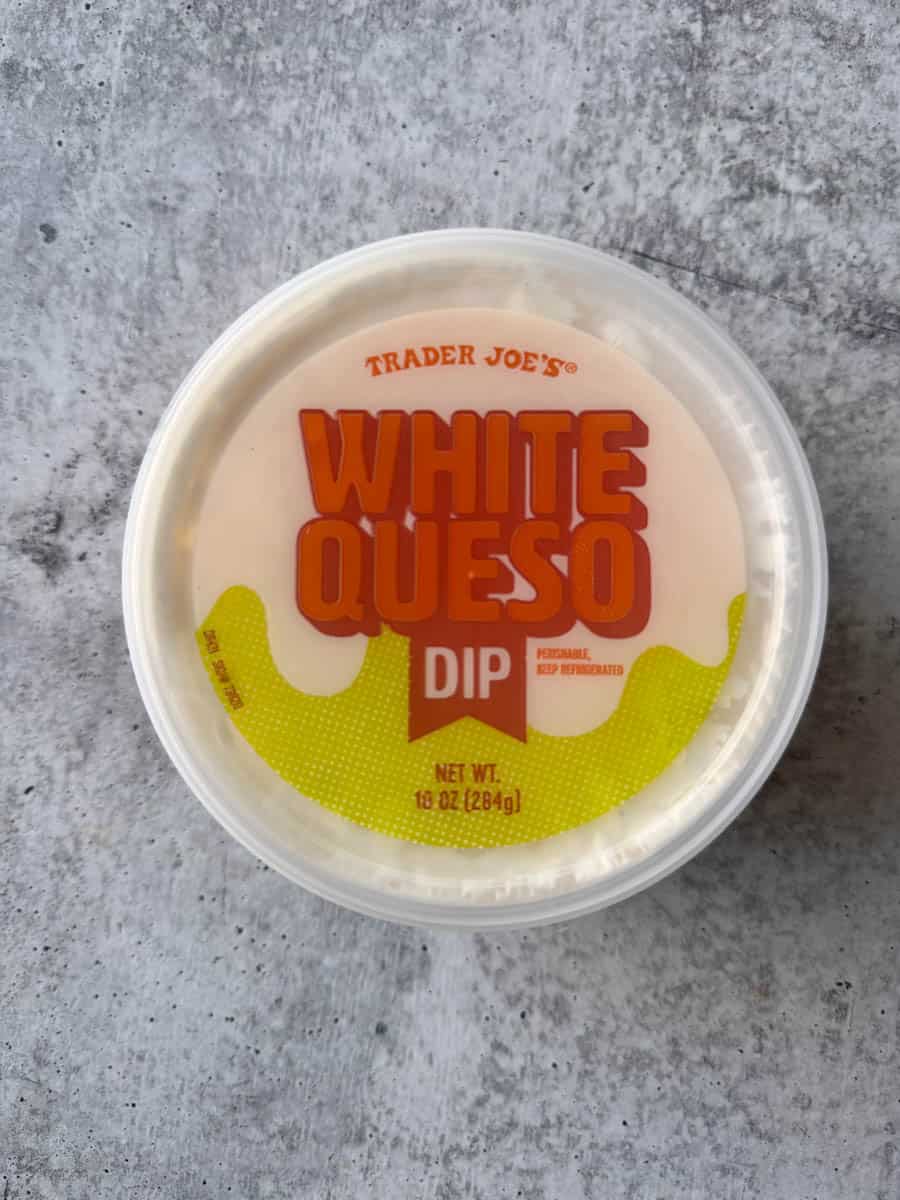 TRADER JOE'S®
WHITE
QUESO
DIP
PERISHABLE,
KEEP REFRIGERATED
NET WT.
10 OZ (284g)